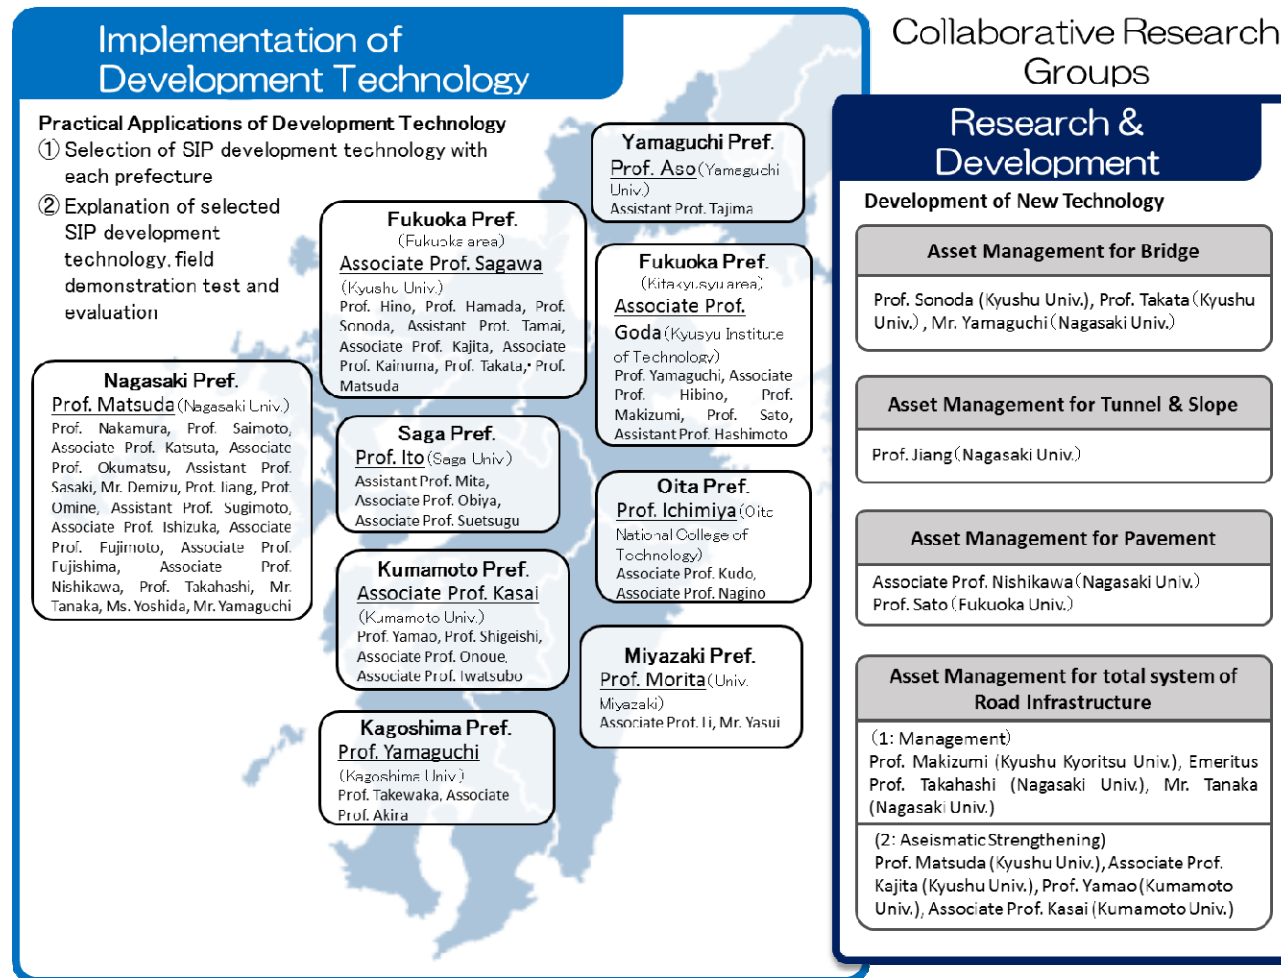 Implementation of
Development Technology
Practical Applications of Development Technology
① Selection of SIP development technology with
each prefecture
② Explanation of selected
SIP development
technology, field
demonstration test and
evaluation
Yamaguchi Pref.
Prof. Aso (Yamaguchi
Univ.)
Assistant Prof. Tajima
Fukuoka Pref.
(Fukuoka area)
Associate Prof. Sagawa
(Kyushu Univ.)
Prof. Hino, Prof. Hamada, Prof.
Sonoda, Assistant Prof. Tamai,
Associate Prof. Kajita, Associate
Prof. Kainuma, Prof. Takata, Prof.
Matsuda
Fukuoka Pref.
(Kitakyusyu area)
Associate Prof.
Goda (Kyusyu Institute
of Technology)
Prof. Yamaguchi, Associate
Prof. Hibino, Prof.
Makizumi, Prof. Sato,
Assistant Prof. Hashimoto
Nagasaki Pref.
Prof. Matsuda (Nagasaki Univ.)
Prof. Nakamura, Prof. Saimoto,
Associate Prof. Katsuta, Associate
Prof. Okumatsu, Assistant Prof.
Sasaki, Mr. Demizu, Prof. Jiang, Prof.
Omine, Assistant Prof. Sugimoto,
Associate Prof. Ishizuka, Associate
Prof. Fujimoto, Associate Prof.
Fujishima, Associate Prof.
Nishikawa, Prof. Takahashi, Mr.
Tanaka, Ms. Yoshida, Mr. Yamaguchi
Saga Pref.
Prof. Ito (Saga Univ.)
Assistant Prof. Mita,
Associate Prof. Obiya,
Associate Prof. Suetsugu
Oita Pref.
Prof. Ichimiya (Oita
National College of
Technology)
Associate Prof. Kudo,
Associate Prof. Nagino
Kumamoto Pref.
Associate Prof. Kasai
(Kumamoto Univ.)
Prof. Yamao, Prof. Shigeishi,
Associate Prof. Onoue,
Associate Prof. Iwatsubo
Miyazaki Pref.
Prof. Morita (Univ.
Miyazaki)
Associate Prof. Li, Mr. Yasui
Kagoshima Pref.
Prof. Yamaguchi
(Kagoshima Univ.)
Prof. Takewaka, Associate
Prof. Akira
Collaborative Research
Groups
Research &
Development
Development of New Technology
Asset Management for Bridge
Prof. Sonoda (Kyushu Univ.), Prof. Takata (Kyushu
Univ.) , Mr. Yamaguchi (Nagasaki Univ.)
Asset Management for Tunnel & Slope
Prof. Jiang (Nagasaki Univ.)
Asset Management for Pavement
Associate Prof. Nishikawa (Nagasaki Univ.)
Prof. Sato (Fukuoka Univ.)
Asset Management for total system of
Road Infrastructure
(1: Management)
Prof. Makizumi (Kyushu Kyoritsu Univ.), Emeritus
Prof. Takahashi (Nagasaki Univ.), Mr. Tanaka
(Nagasaki Univ.)
(2: Aseismatic Strengthening)
Prof. Matsuda (Kyushu Univ.), Associate Prof.
Kajita (Kyushu Univ.), Prof. Yamao (Kumamoto
Univ.), Associate Prof. Kasai (Kumamoto Univ.)